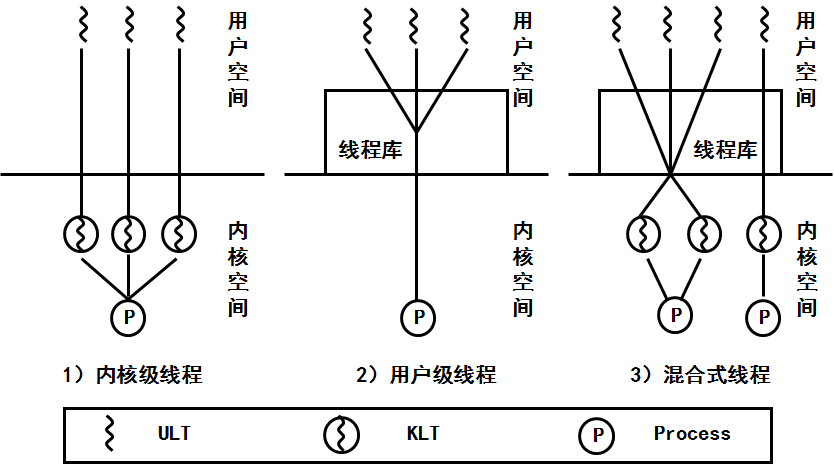 用户空间
用户空间
用户空间
线程库
线程库
内核空间
内核空间
内核空间
P
P
P
P
1）内核级线程
2）用户级线程
3）混合式线程
ULT
KLT
P
Process